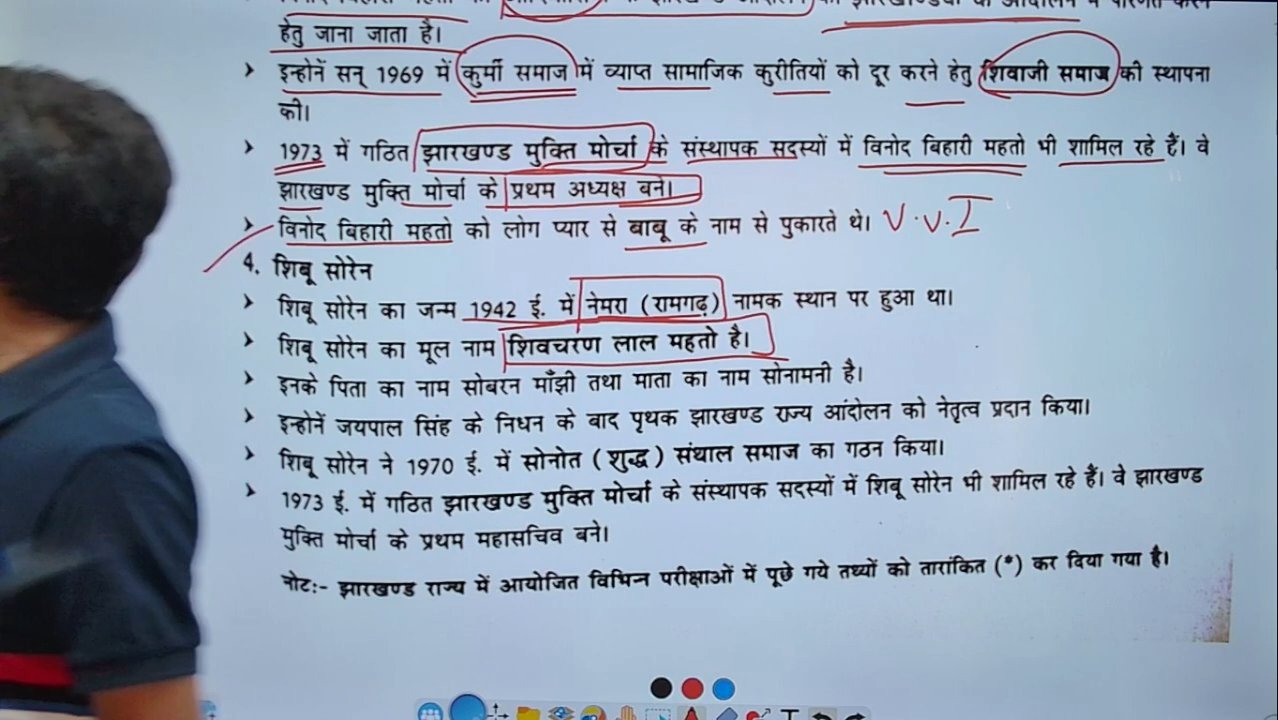 हेतु जाना जाता है।
➤ इन्होनें सन् 1969 में कुर्मी समाज में व्याप्त सामाजिक कुरीतियों को दूर करने हेतु शिवाजी समाज की स्थापना
की।
➤ 1973 में गठित झारखण्ड मुक्ति मोर्चा के संस्थापक सदस्यों में विनोद बिहारी महतो भी शामिल रहे हैं। वे
झारखण्ड मुक्ति मोर्चा के प्रथम अध्यक्ष बने।
➤ विनोद बिहारी महतो को लोग प्यार से बाबू के नाम से पुकारते थे। V.V.I
4. शिबू सोरेन
➤ शिबू सोरेन का जन्म 1942 ई. में नेमरा (रामगढ़) नामक स्थान पर हुआ था।
➤ शिबू सोरेन का मूल नाम शिवचरण लाल महतो है।
➤ इनके पिता का नाम सोबरन माँझी तथा माता का नाम सोनामनी है।
➤ इन्होनें जयपाल सिंह के निधन के बाद पृथक झारखण्ड राज्य आंदोलन को नेतृत्व प्रदान किया।
➤ शिबू सोरेन ने 1970 ई. में सोनोत (शुद्ध) संथाल समाज का गठन किया।
➤ 1973 ई. में गठित झारखण्ड मुक्ति मोर्चा के संस्थापक सदस्यों में शिबू सोरेन भी शामिल रहे हैं। वे झारखण्ड
मुक्ति मोर्चा के प्रथम महासचिव बने।
नोट:- झारखण्ड राज्य में आयोजित विभिन्न परीक्षाओं में पूछे गये तथ्यों को तारांकित (*) कर दिया गया है।